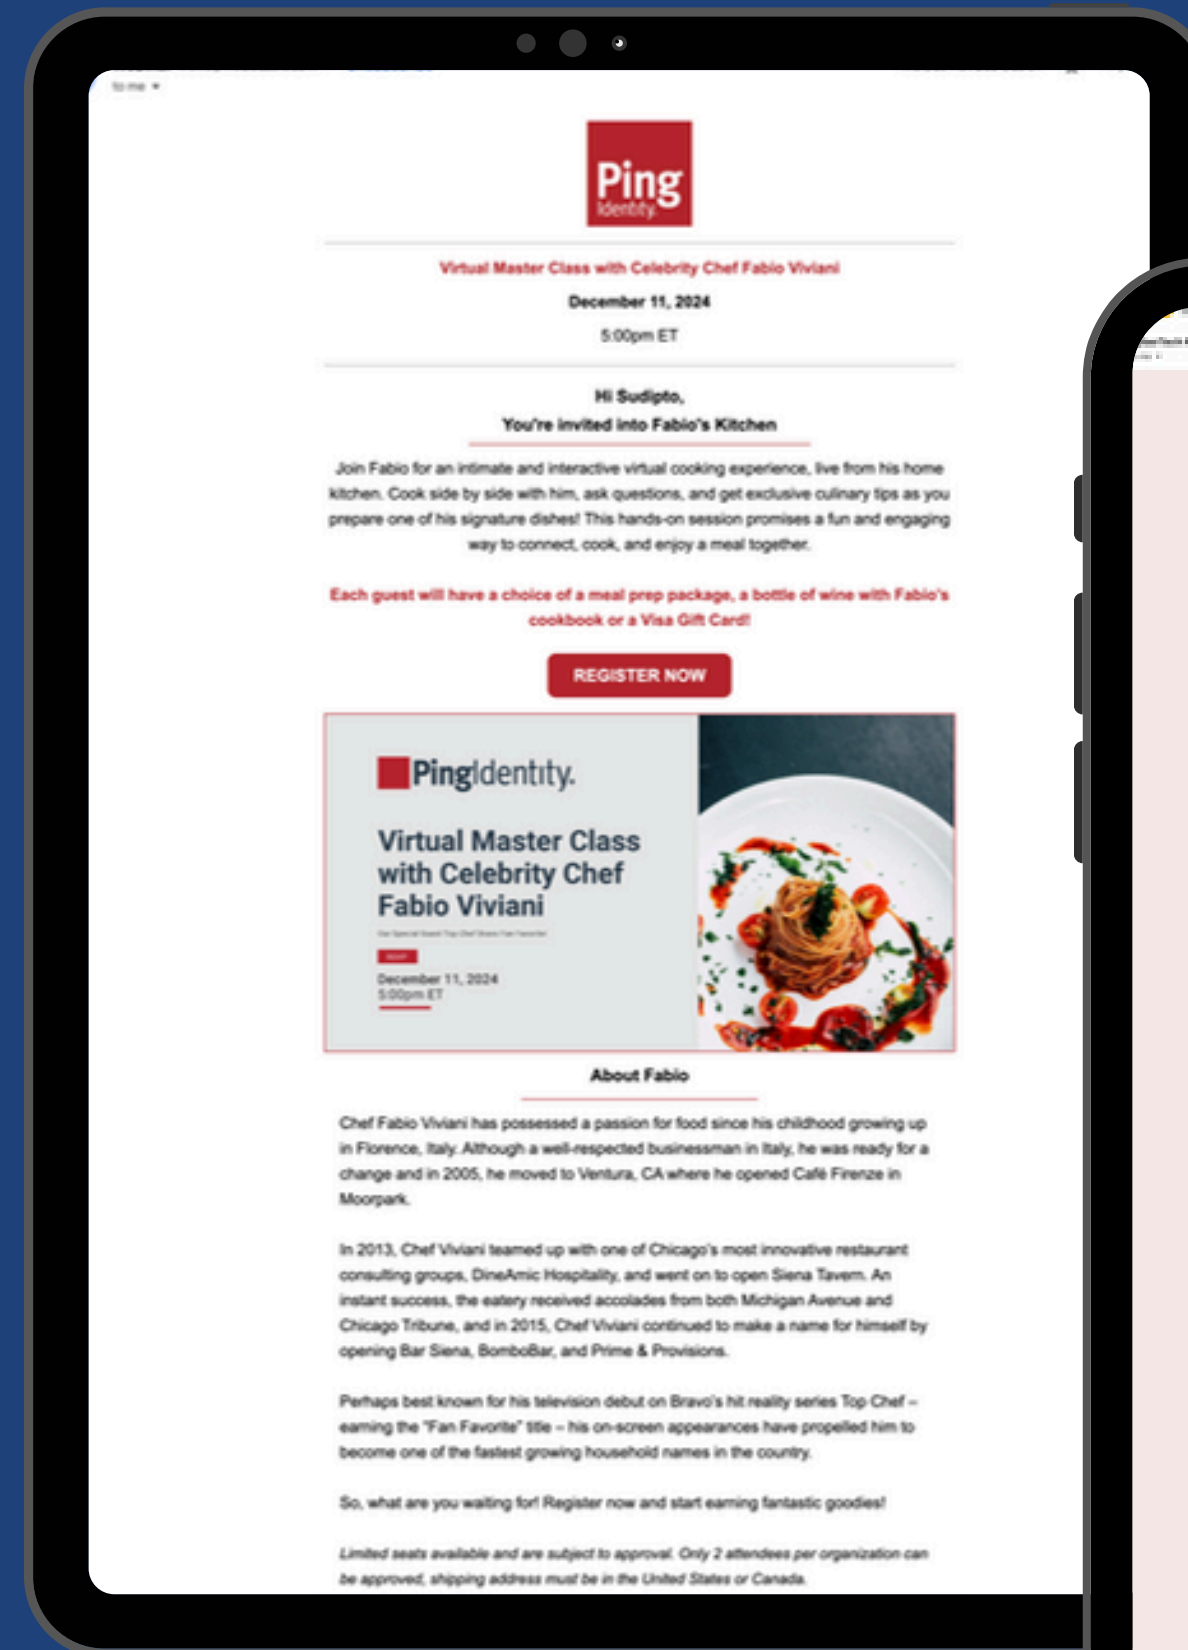 to me
Ping
Identity.
Virtual Master Class with Celebrity Chef Fabio Viviani
December 11, 2024
5:00pm ET
Hi Sudipto,
You're invited into Fabio's Kitchen
Join Fabio for an intimate and interactive virtual cooking experience, live from his home
kitchen. Cook side by side with him, ask questions, and get exclusive culinary tips as you
prepare one of his signature dishes! This hands-on session promises a fun and engaging
way to connect, cook, and enjoy a meal together.
Each guest will have a choice of a meal prep package, a bottle of wine with Fabio's
cookbook or a Visa Gift Card!
REGISTER NOW
PingIdentity.
Virtual Master Class
with Celebrity Chef
Fabio Viviani
Our Special Guest Top Chef Bravo Fan Favorite!
December 11, 2024
5:00pm ET
About Fabio
Chef Fabio Viviani has possessed a passion for food since his childhood growing up
in Florence, Italy. Although a well-respected businessman in Italy, he was ready for a
change and in 2005, he moved to Ventura, CA where he opened Café Firenze in
Moorpark.
In 2013, Chef Viviani teamed up with one of Chicago's most innovative restaurant
consulting groups, DineAmic Hospitality, and went on to open Siena Tavern. An
instant success, the eatery received accolades from both Michigan Avenue and
Chicago Tribune, and in 2015, Chef Viviani continued to make a name for himself by
opening Bar Siena, BomboBar, and Prime & Provisions.
Perhaps best known for his television debut on Bravo's hit reality series Top Chef –
earning the "Fan Favorite" title – his on-screen appearances have propelled him to
become one of the fastest growing household names in the country.
So, what are you waiting for! Register now and start earning fantastic goodies!
Limited seats available and are subject to approval. Only 2 attendees per organization can
be approved, shipping address must be in the United States or Canada.